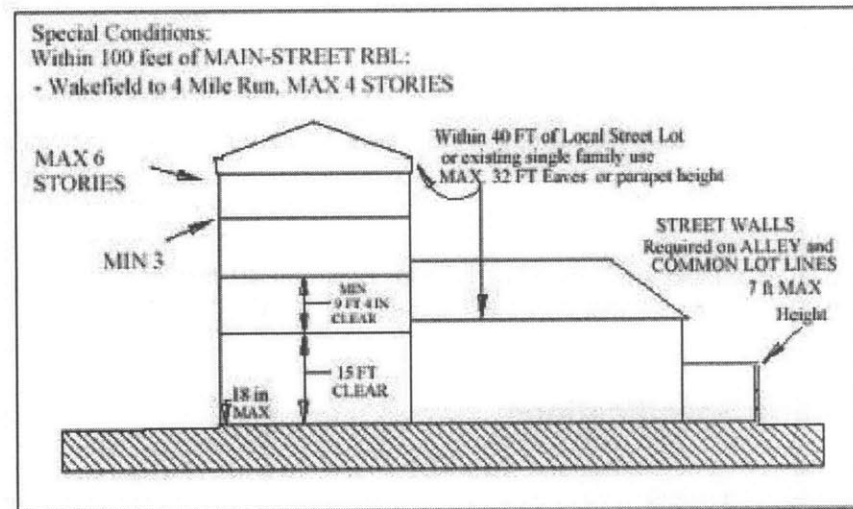 Special Conditions:
Within 100 feet of MAIN-STREET RBL:
- Wakefield to 4 Mile Run, MAX 4 STORIES
MAX 6
STORIES
MIN 3
Within 40 FT of Local Street Lot
or existing single family use
MAX 32 FT Eaves or parapet height
STREET WALLS
Required on ALLEY and
COMMON LOT LINES
7 ft MAX
Height
MIN
9 FT 4 IN
CLEAR
15 FT
CLEAR
18 in
MAX